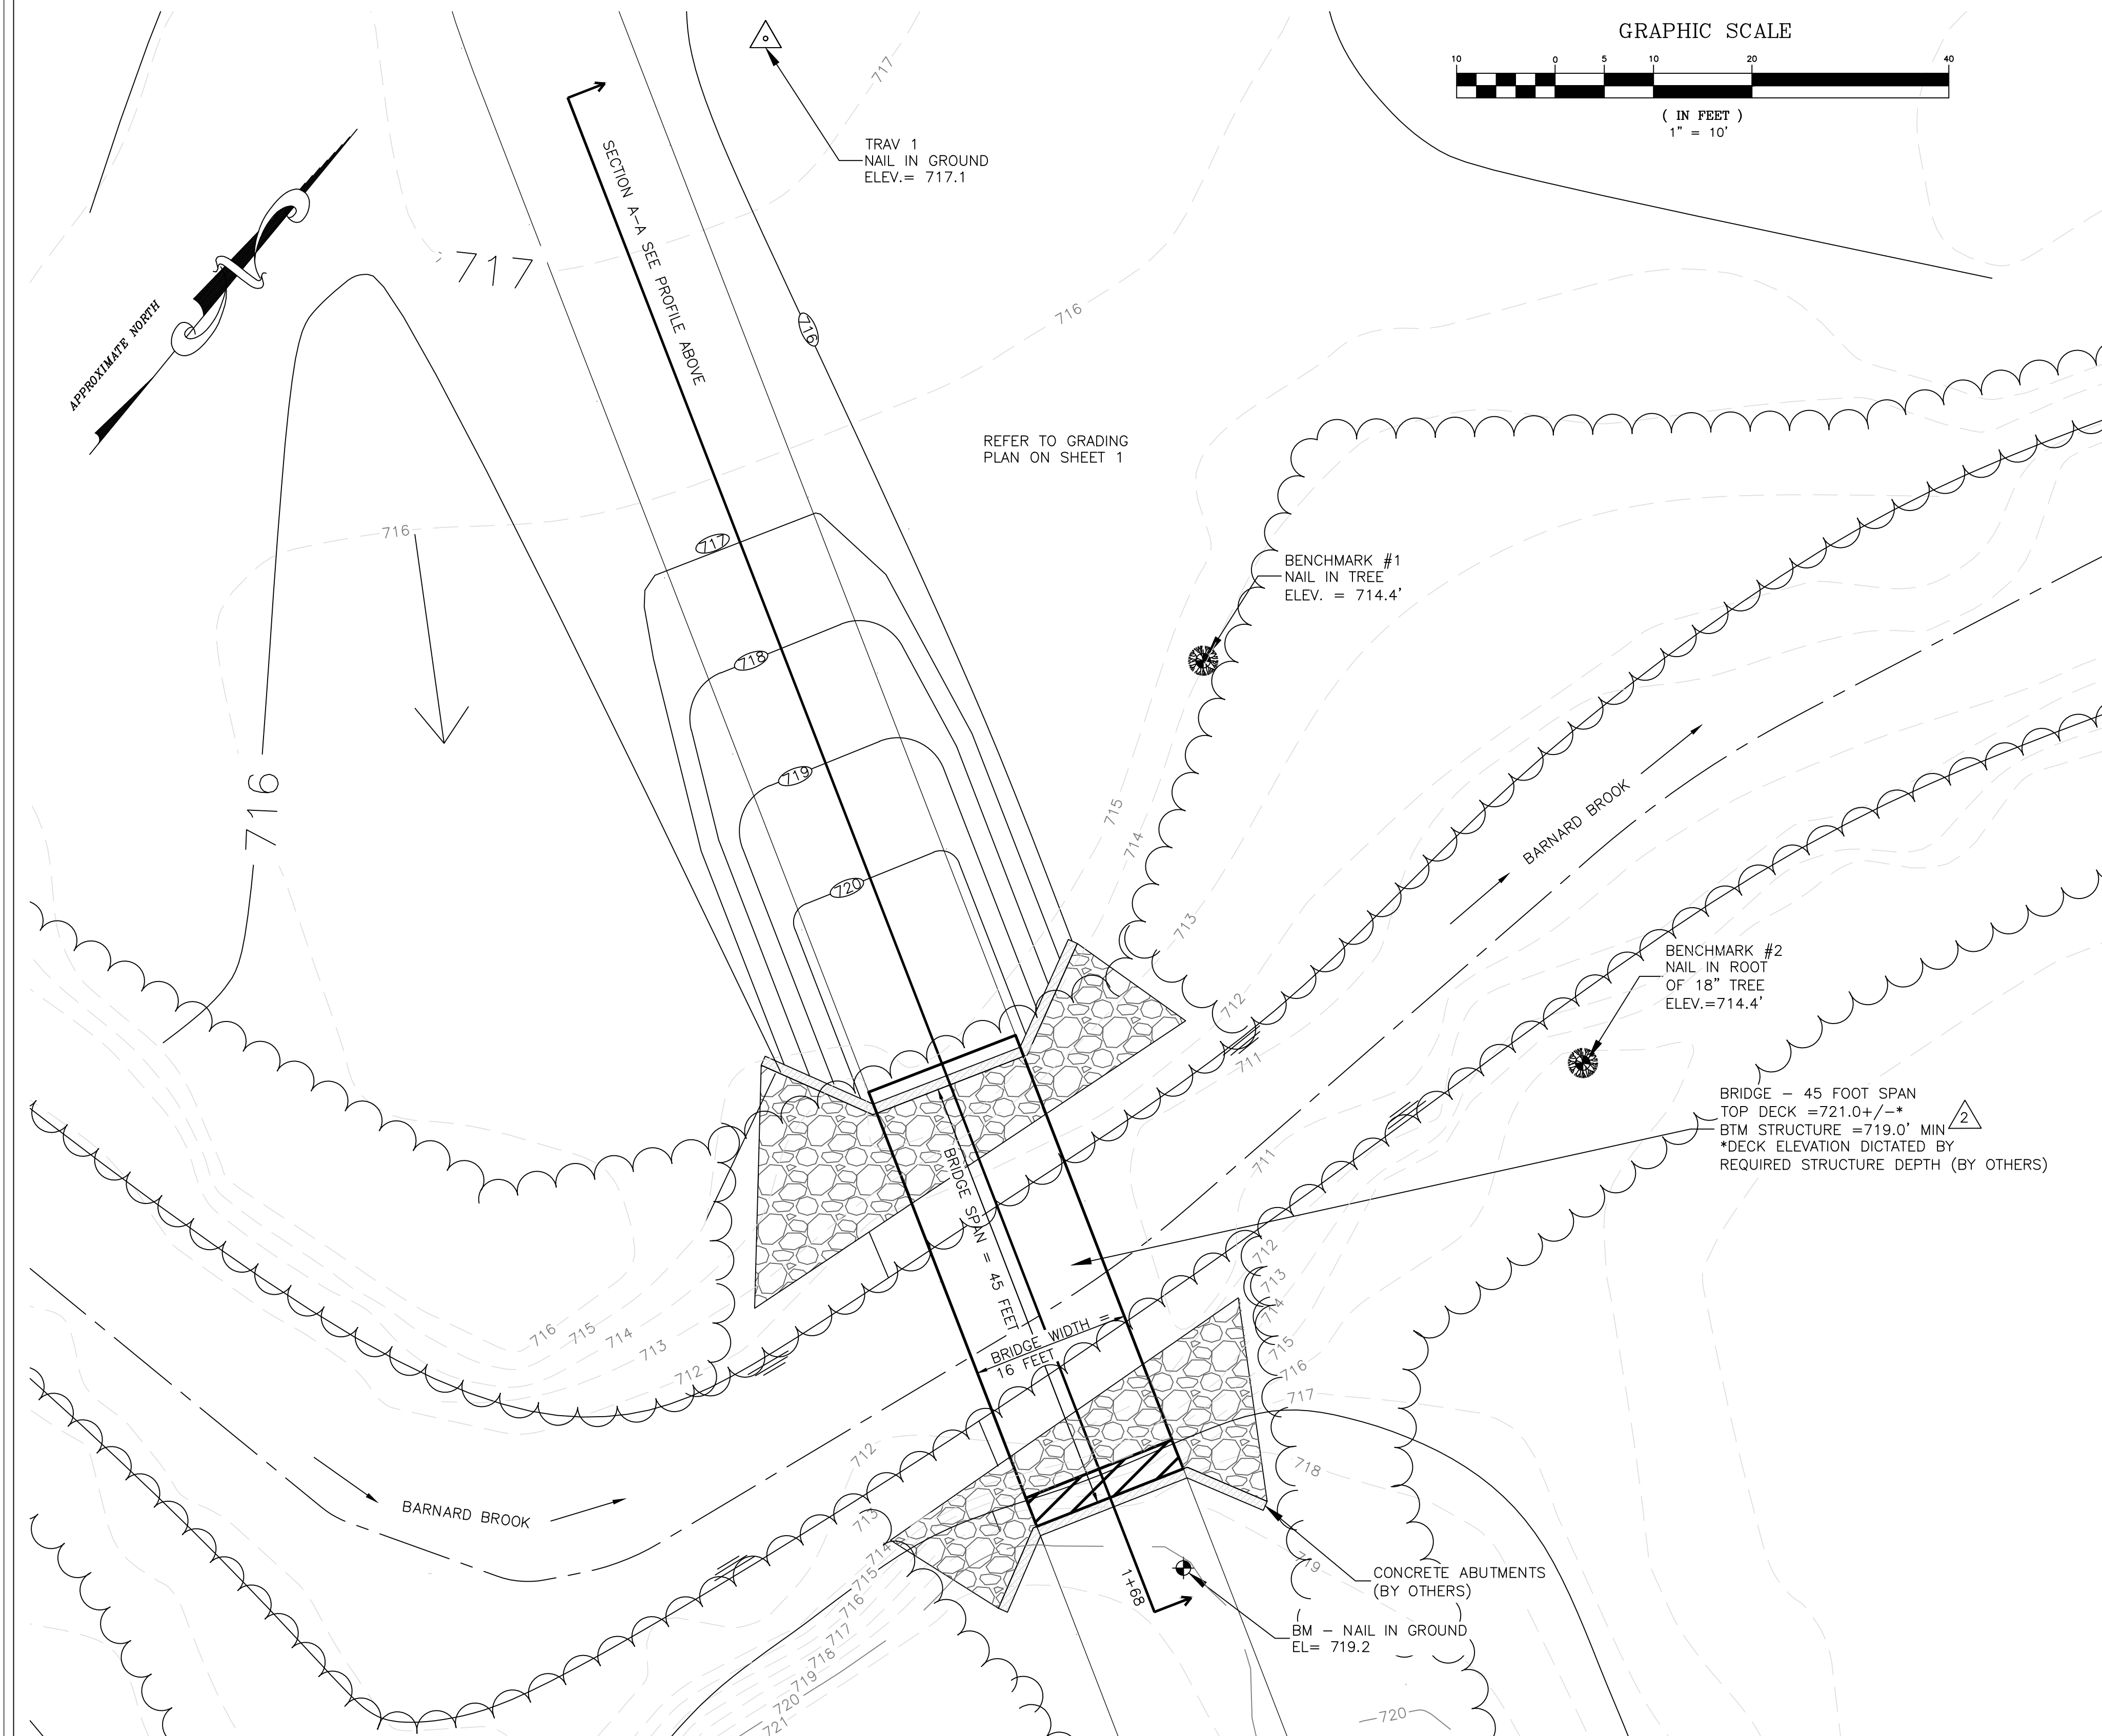 GRAPHIC SCALE
10 0 5 10 20 40
( IN FEET )
1" = 10'
717
TRAV 1
NAIL IN GROUND
ELEV.= 717.1
SECTION A-A SEE PROFILE ABOVE
APPROXIMATE NORTH
717
716
716
REFER TO GRADING
PLAN ON SHEET 1
716
717
BENCHMARK #1
NAIL IN TREE
ELEV. = 714.4'
718
719
716
715
714
BARNARD BROOK
720
713
BENCHMARK #2
NAIL IN ROOT
OF 18" TREE
ELEV.=714.4'
712
711
BRIDGE - 45 FOOT SPAN
TOP DECK =721.0+/-*
BTM STRUCTURE =719.0' MIN
2
*DECK ELEVATION DICTATED BY
REQUIRED STRUCTURE DEPTH (BY OTHERS)
711
BRIDGE SPAN = 45 FEET
712
713
714
715
716
717
BRIDGE WIDTH =
16 FEET
716
715
714
713
712
712
718
BARNARD BROOK
713
714
715
716
717
718
719
720
721
719
1+68
CONCRETE ABUTMENTS
(BY OTHERS)
BM - NAIL IN GROUND
EL= 719.2
720